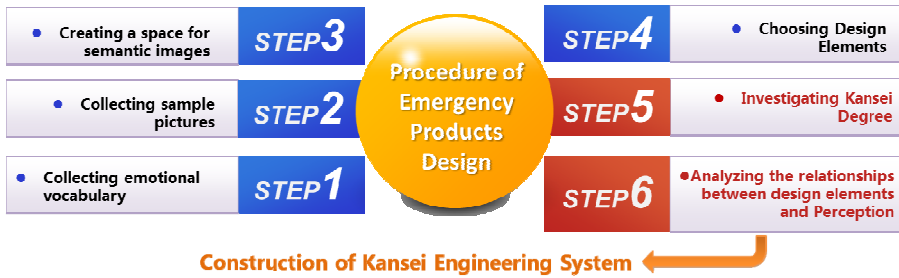 Creating a space for
semantic images
STEP3
Collecting sample
pictures
STEP2
Collecting emotional
vocabulary
STEP1
Procedure of
Emergency
Products
Design
STEP4
Choosing Design
Elements
STEP5
Investigating Kansei
Degree
STEP6
Analyzing the relationships
between design elements
and Perception
Construction of Kansei Engineering System